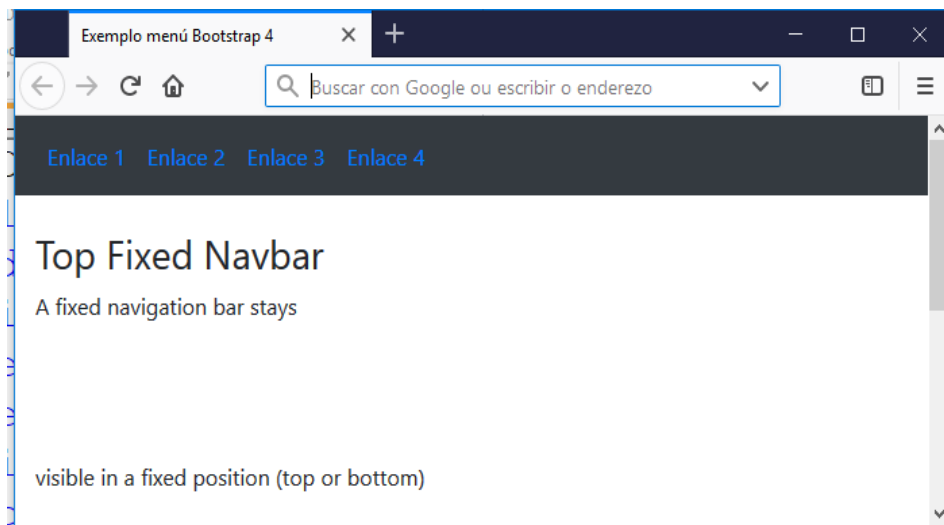 Exemplo menú Bootstrap 4
Buscar con Google ou escribir o enderezo
Enlace 1 Enlace 2 Enlace 3 Enlace 4
Top Fixed Navbar
A fixed navigation bar stays
visible in a fixed position (top or bottom)